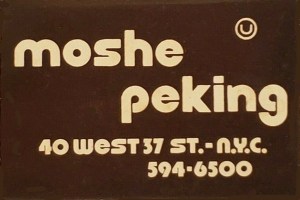 Ⓤ
moshe
peking
40 WEST 37 ST.-N.Y.C.
594-6500